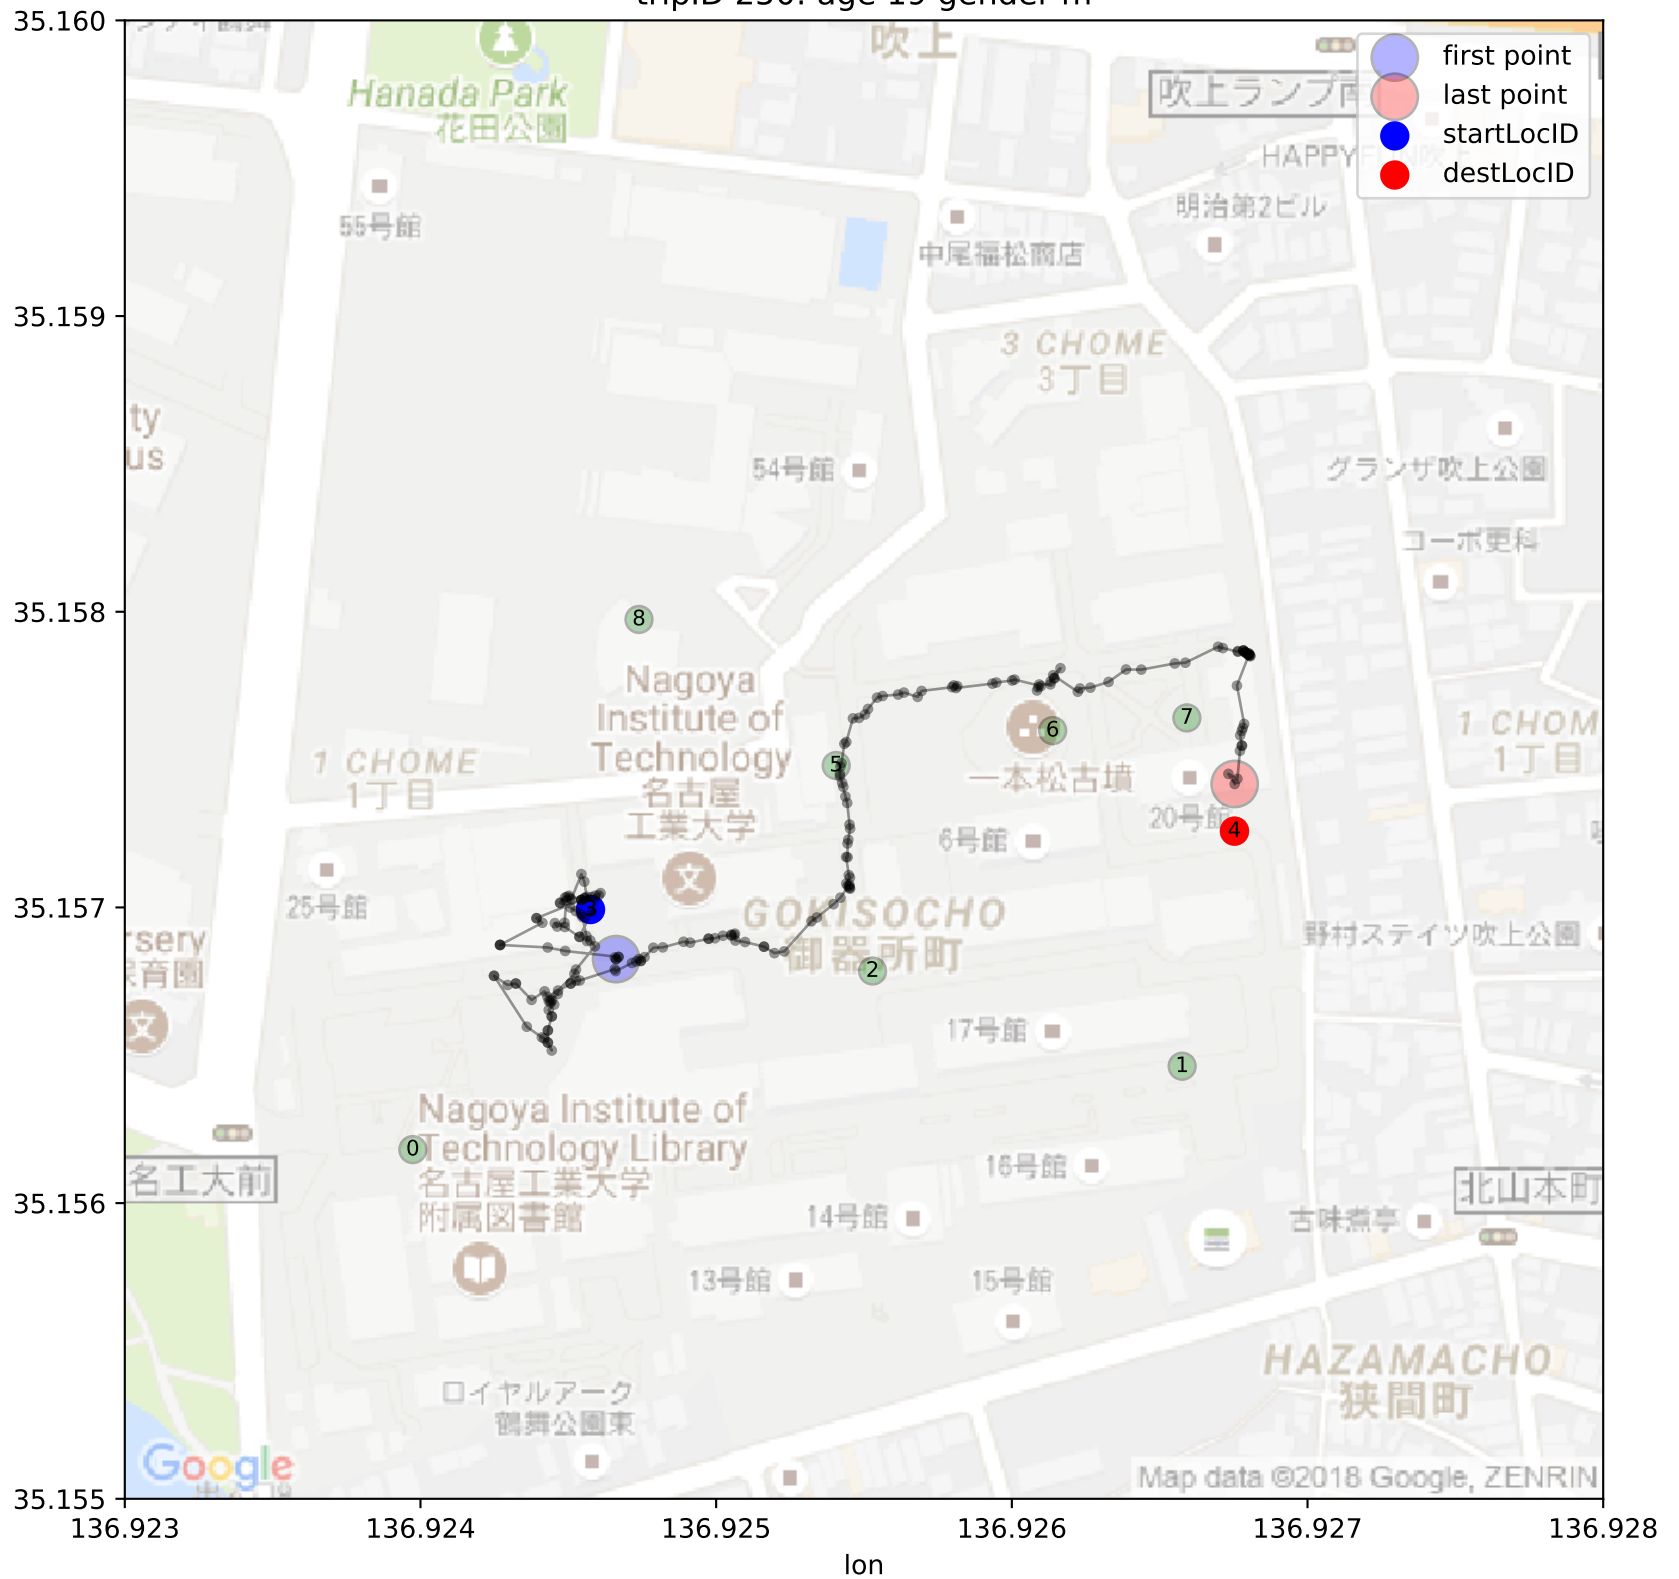 35.160
吹上
first point
Hanada Park
花田公園
吹上ランプ南
last point
startLocID
destLocID
55号館
明治第2ビル
中尾福松商店
35.159
3 CHOME
3丁目
ty
us
54号館
グランザ吹上公園
コーポ更科
35.158
8
Nagoya
Institute of
Technology
名古屋
工業大学
1 CHOME
1丁目
5
6
7
一本松古墳
1 CHOM
1丁目
20号館
4
6号館
25号館
35.157
3
GOKISOCHO
御器所町
2
野村ステイツ吹上公園
rsery
保育園
17号館
1
Nagoya Institute of
Technology Library
名古屋工業大学
附属図書館
0
名工大前
35.156
16号館
北山本町
14号館
古味煮亭
13号館
15号館
HAZAMACHO
狭間町
ロイヤルアーク
鶴舞公園東
Google
Map data ©2018 Google, ZENRIN
35.155
136.923
136.924
136.925
136.926
136.927
136.928
lon